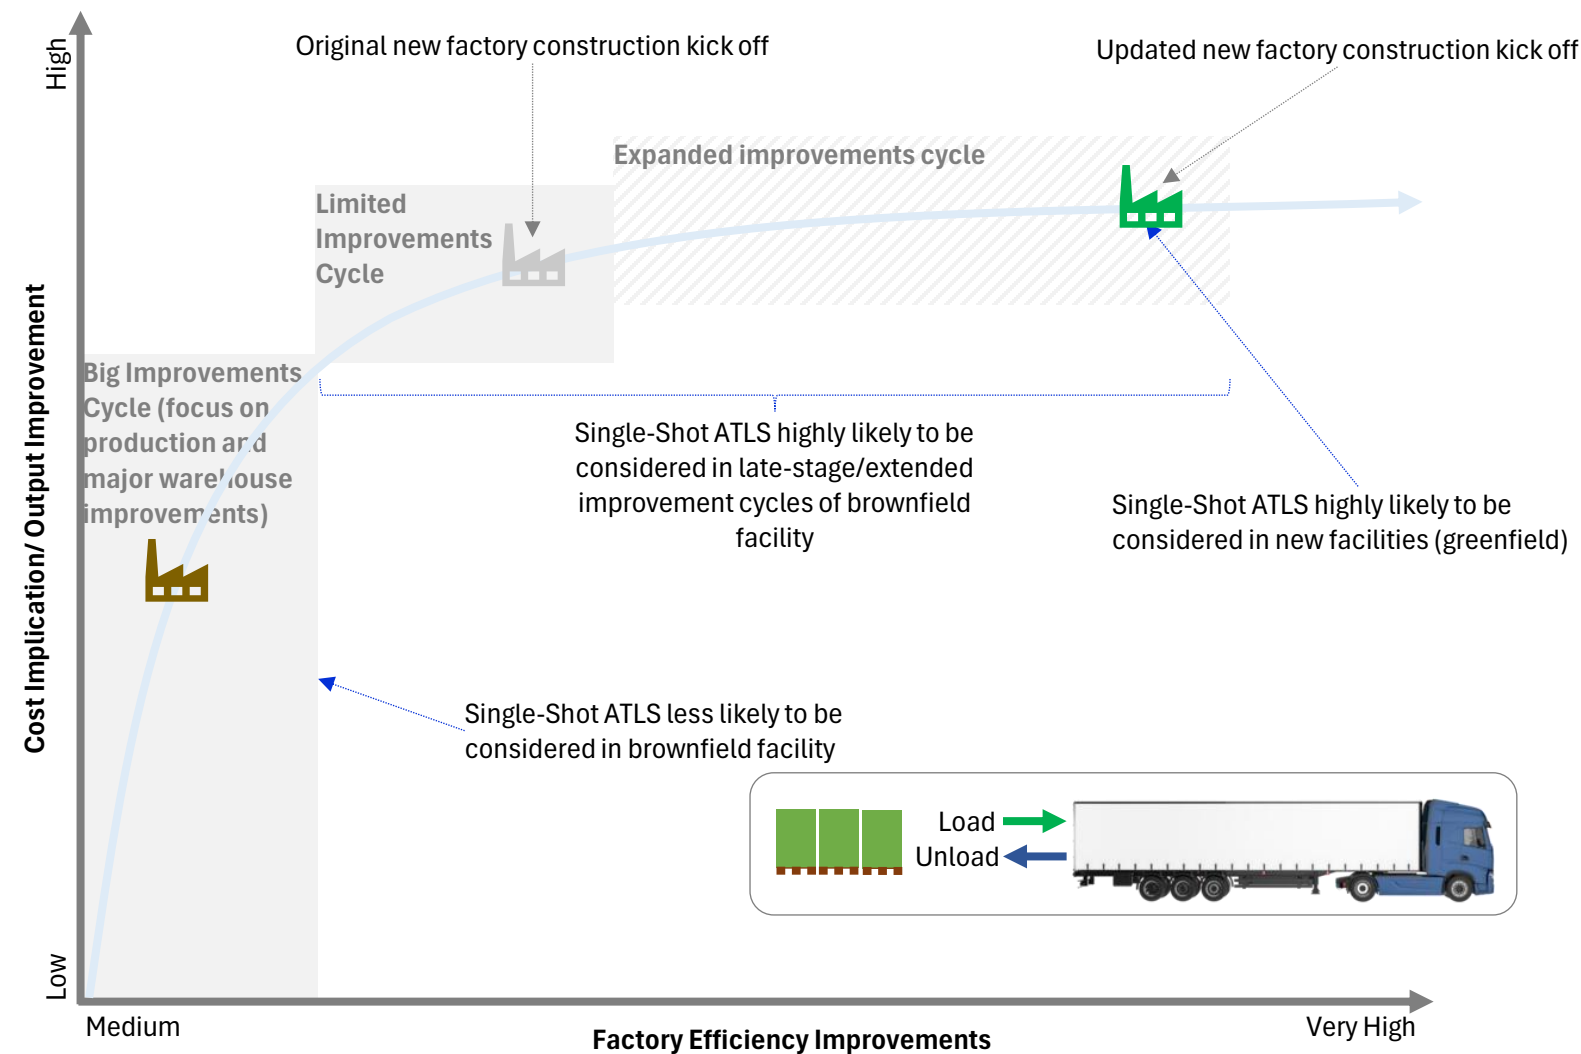 High
Original new factory construction kick off
Updated new factory construction kick off
Expanded improvements cycle
Limited
Improvements
Cycle
Big Improvements
Cycle (focus on
production and
major warehouse
improvements)
Cost Implication/ Output Improvement
Single-Shot ATLS highly likely to be
considered in late-stage/extended
improvement cycles of brownfield
facility
Single-Shot ATLS highly likely to be
considered in new facilities (greenfield)
Single-Shot ATLS less likely to be
considered in brownfield facility
Load
Unload
Low
Medium
Factory Efficiency Improvements
Very High